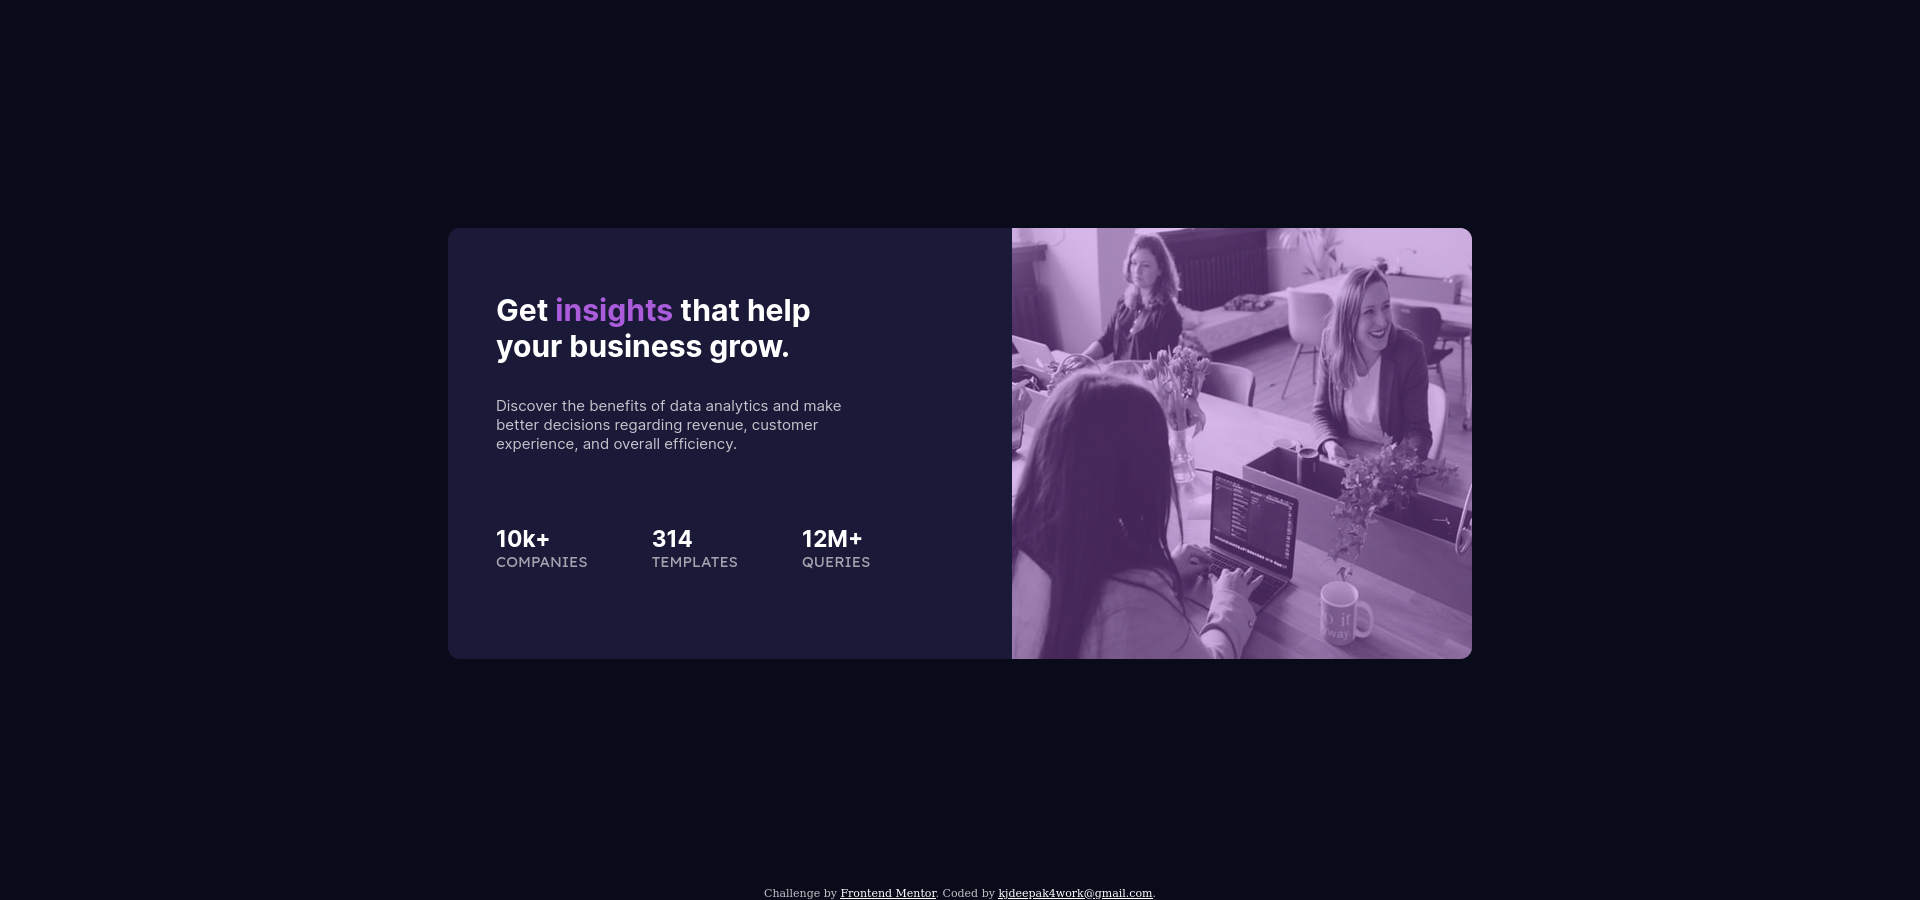 Get insights that help
your business grow.
Discover the benefits of data analytics and make
better decisions regarding revenue, customer
experience, and overall efficiency.
10k+ 314 12M+
COMPANIES TEMPLATES QUERIES
it
way.
Challenge by Frontend Mentor. Coded by kjdeepak4work@gmail.com.